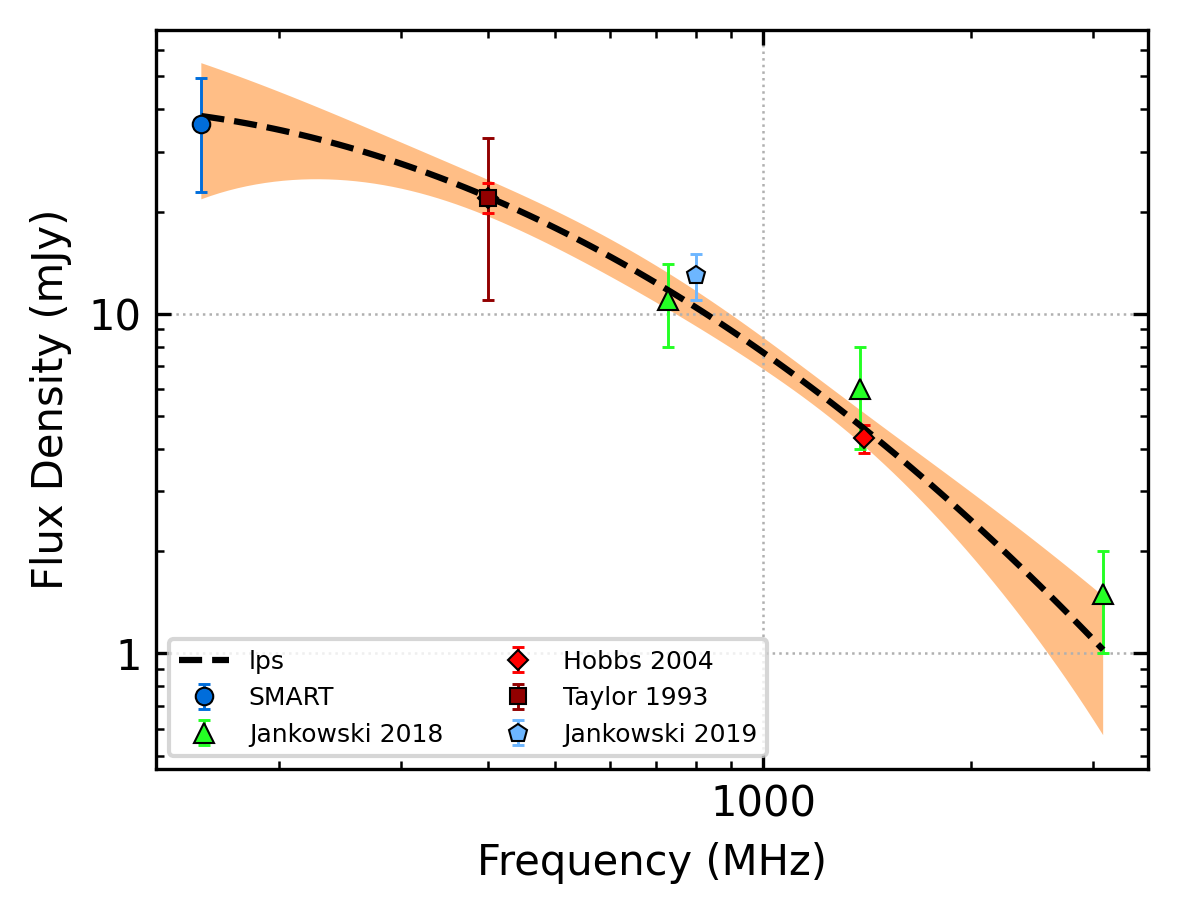 Flux Density (mJy)
10
1
lps
SMART
Jankowski 2018
Hobbs 2004
Taylor 1993
Jankowski 2019
1000
Frequency (MHz)